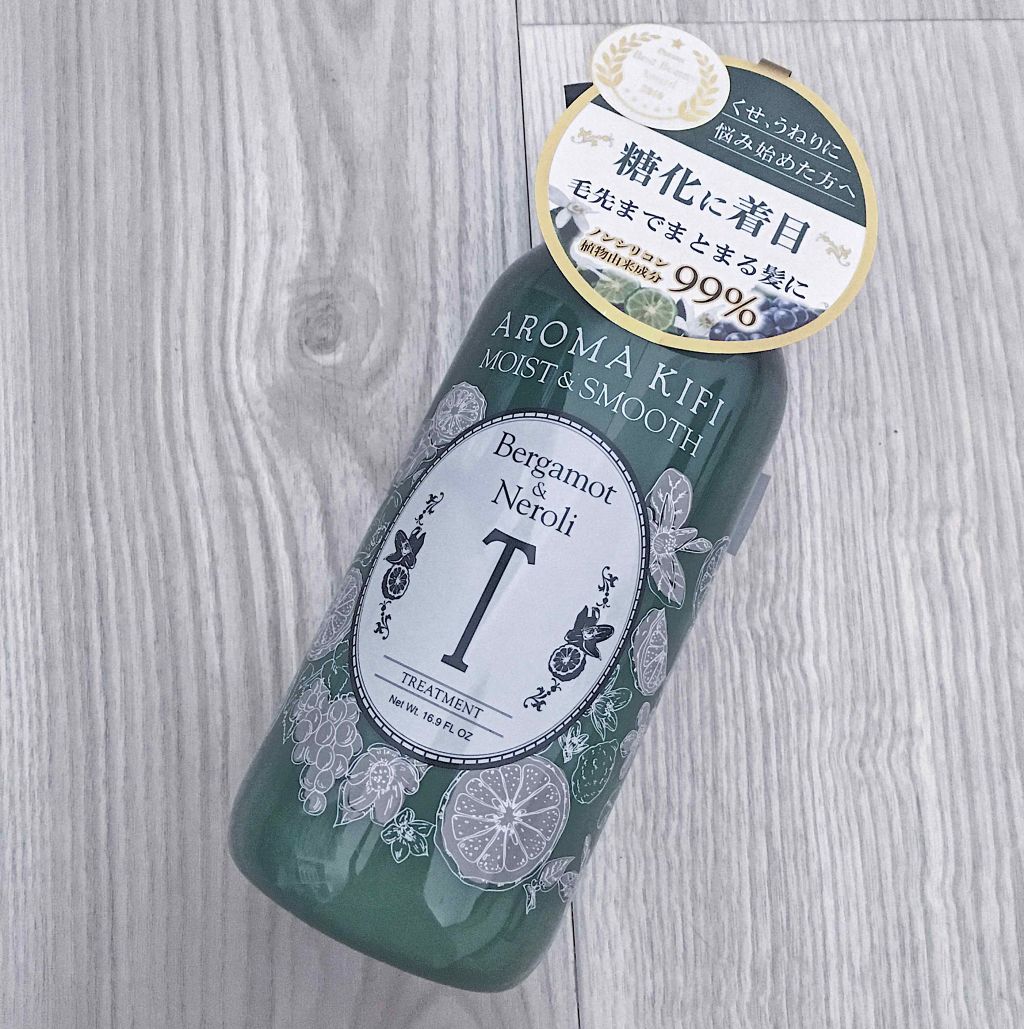 くせ、うねりに
悩み始めた方へ
糖化に着目
毛先までまとまる髪に
ノンシリコン
植物由来成分
99%
AROMA KIFI
MOIST & SMOOTH
Bergamot
&
Neroli
T
TREATMENT
Net Wt. 16.9 FL OZ